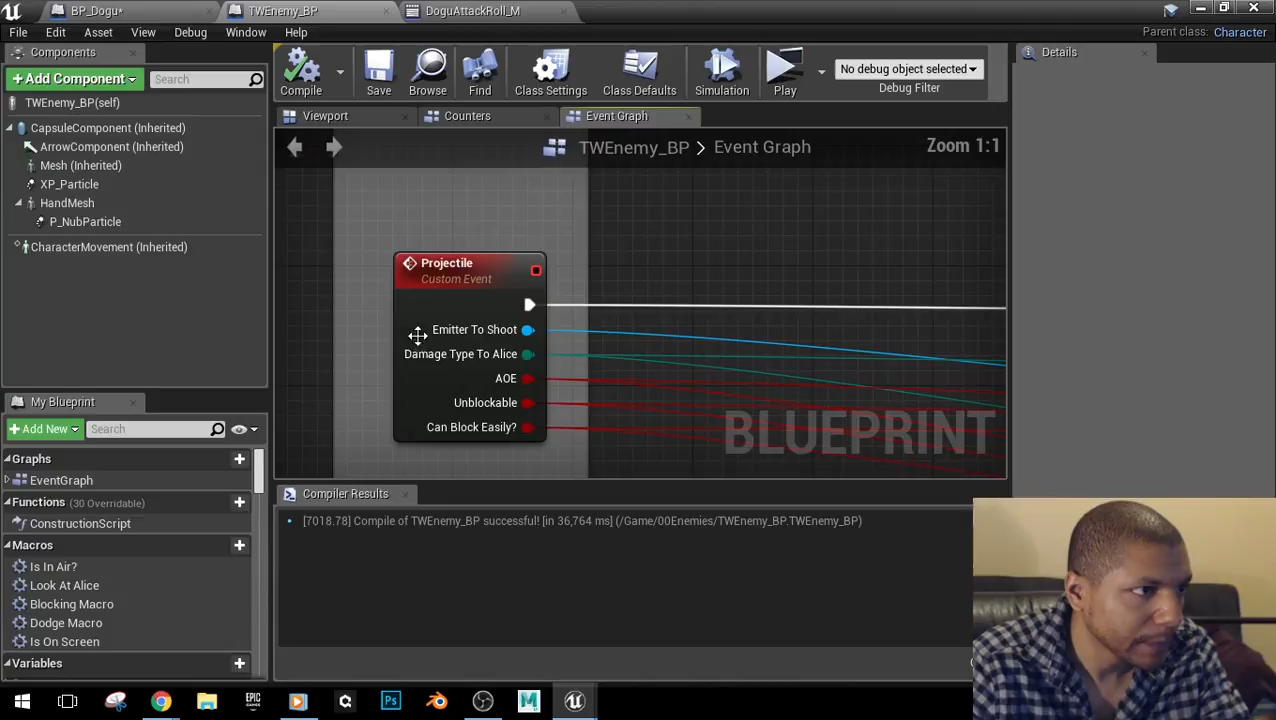 BP_Dogu*
TWEnemy_BP
DoguAttackRoll_M
File Edit Asset View Debug Window Help
Parent class: Character
Components
+Add Component
Search
TWEnemy_BP(self)
CapsuleComponent (Inherited)
ArrowComponent (Inherited)
Mesh (Inherited)
XP_Particle
HandMesh
P_NubParticle
CharacterMovement (Inherited)
Compile
Save
Browse
Find
Class Settings
Class Defaults
Simulation
Play
No debug object selected
Debug Filter
Details
Viewport
Counters
Event Graph
TWEnemy_BP > Event Graph
Zoom 1:1
Projectile
Custom Event
Emitter To Shoot
Damage Type To Alice
AOE
Unblockable
Can Block Easily?
BLUEPRINT
My Blueprint
+Add New
Search
Graphs
EventGraph
Functions (30 Overridable)
ConstructionScript
Macros
Is In Air?
Look At Alice
Blocking Macro
Dodge Macro
Is On Screen
Variables
Compiler Results
[7018.78] Compile of TWEnemy_BP successful! [in 36,764 ms] (/Game/00Enemies/TWEnemy_BP.TWEnemy_BP)
EPIC
GAMES
Ps
M